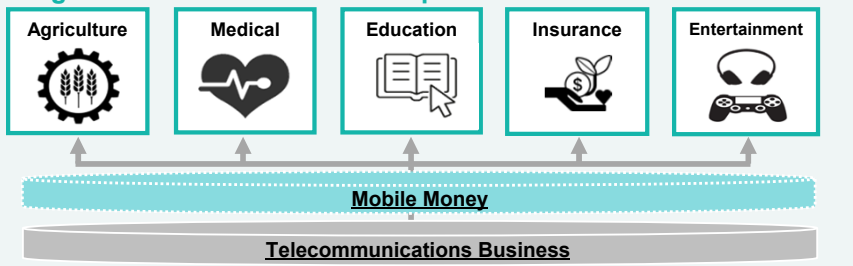 Agriculture Medical Education Insurance Entertainment
$
Mobile Money
Telecommunications Business